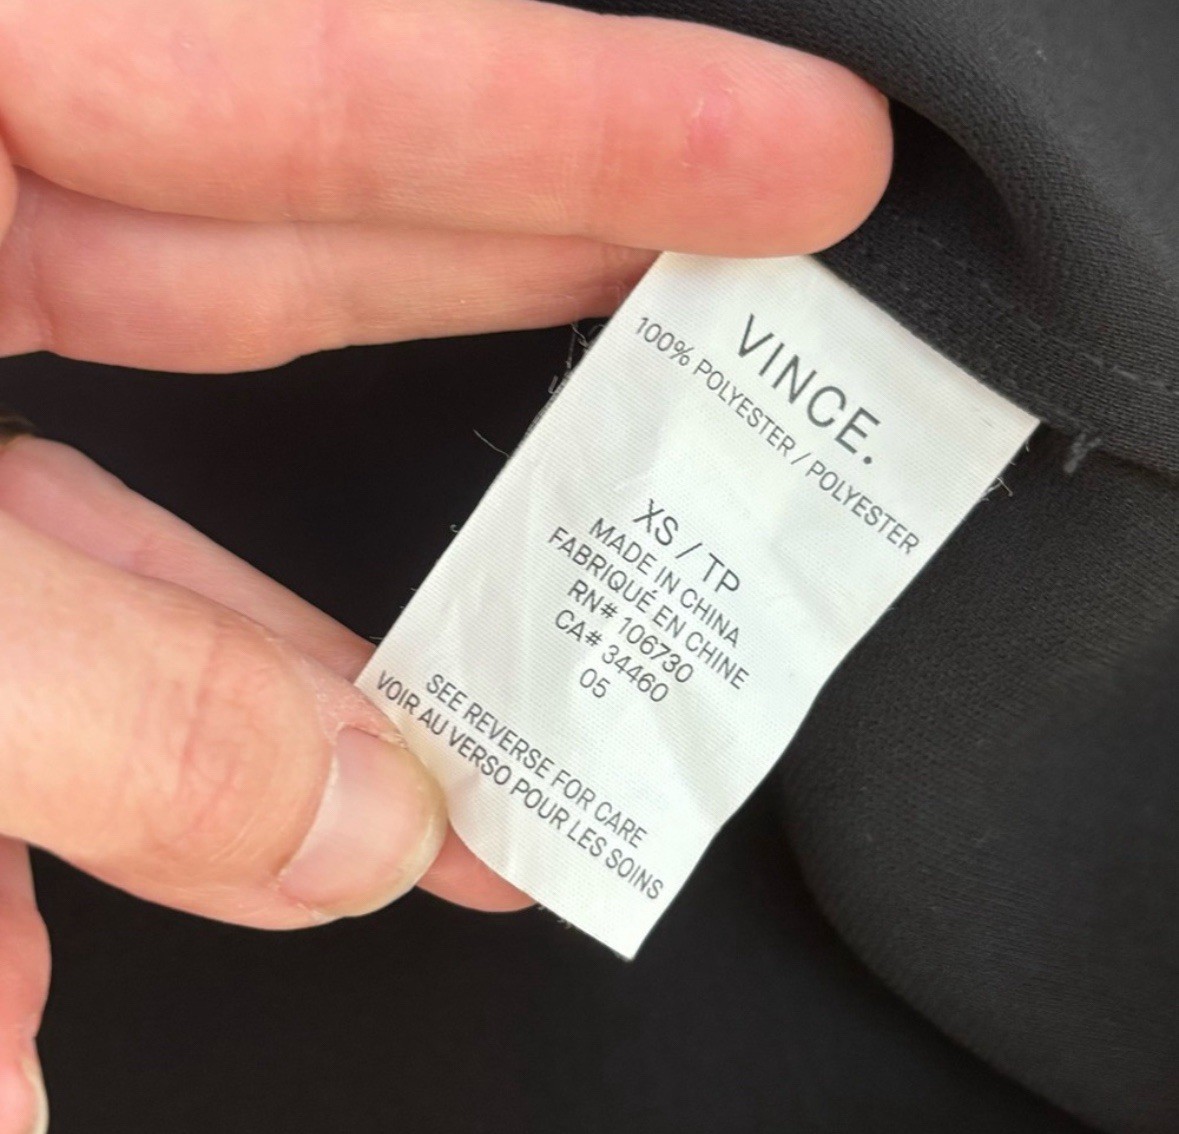 VINCE.
100% POLYESTER / POLYESTER
XS / TP
MADE IN CHINA
FABRIQUÉ EN CHINE
RN# 106730
CA# 34460
05
SEE REVERSE FOR CARE
VOIR AU VERSO POUR LES SOINS